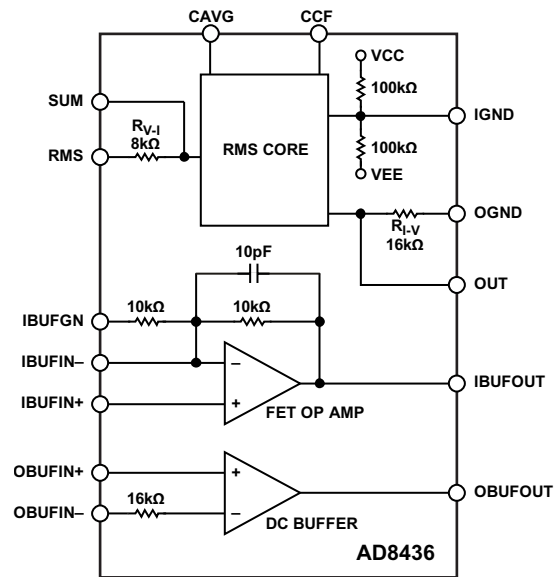 CAVG
CCF
VCC
100kΩ
SUM
IGND
RV-I
8kΩ
RMS
RMS CORE
100kΩ
VEE
OGND
RI-V
16kΩ
10pF
OUT
IBUFGN
10kΩ
10kΩ
IBUFIN–
–
IBUFOUT
IBUFIN+
+
FET OP AMP
OBUFIN+
+
16kΩ
OBUFOUT
OBUFIN–
–
DC BUFFER
AD8436